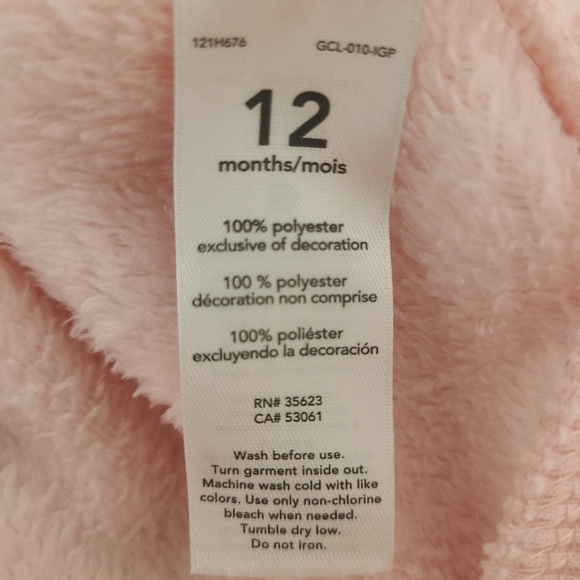 121H676 GCL-010-IGP
12
months/mois
100% polyester
exclusive of decoration
100 % polyester
décoration non comprise
100% poliéster
excluyendo la decoración
RN# 35623
CA# 53061
Wash before use.
Turn garment inside out.
Machine wash cold with like
colors. Use only non-chlorine
bleach when needed.
Tumble dry low.
Do not iron.